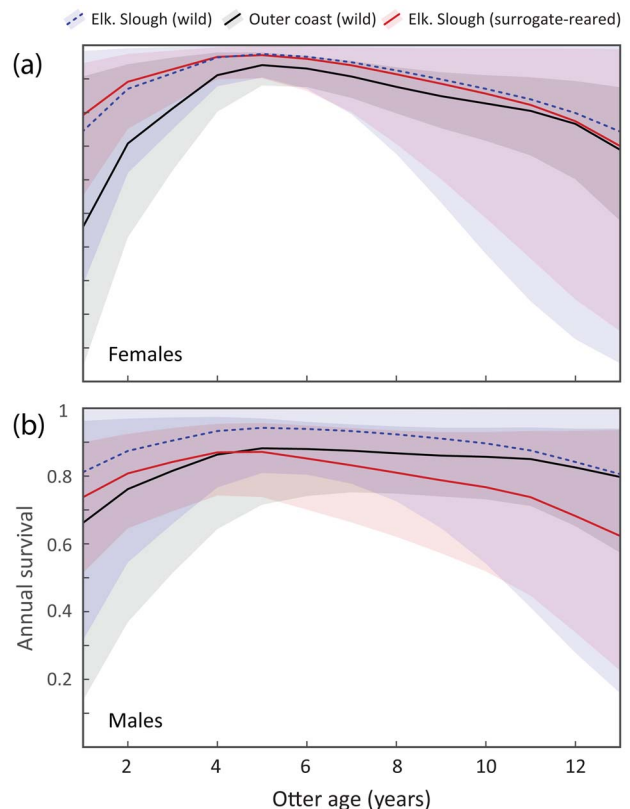 Elk. Slough (wild) Outer coast (wild) Elk. Slough (surrogate-reared)
(a)
Females
(b)
1
0.8
0.6
0.4
0.2
Annual survival
Males
2 4 6 8 10 12
Otter age (years)